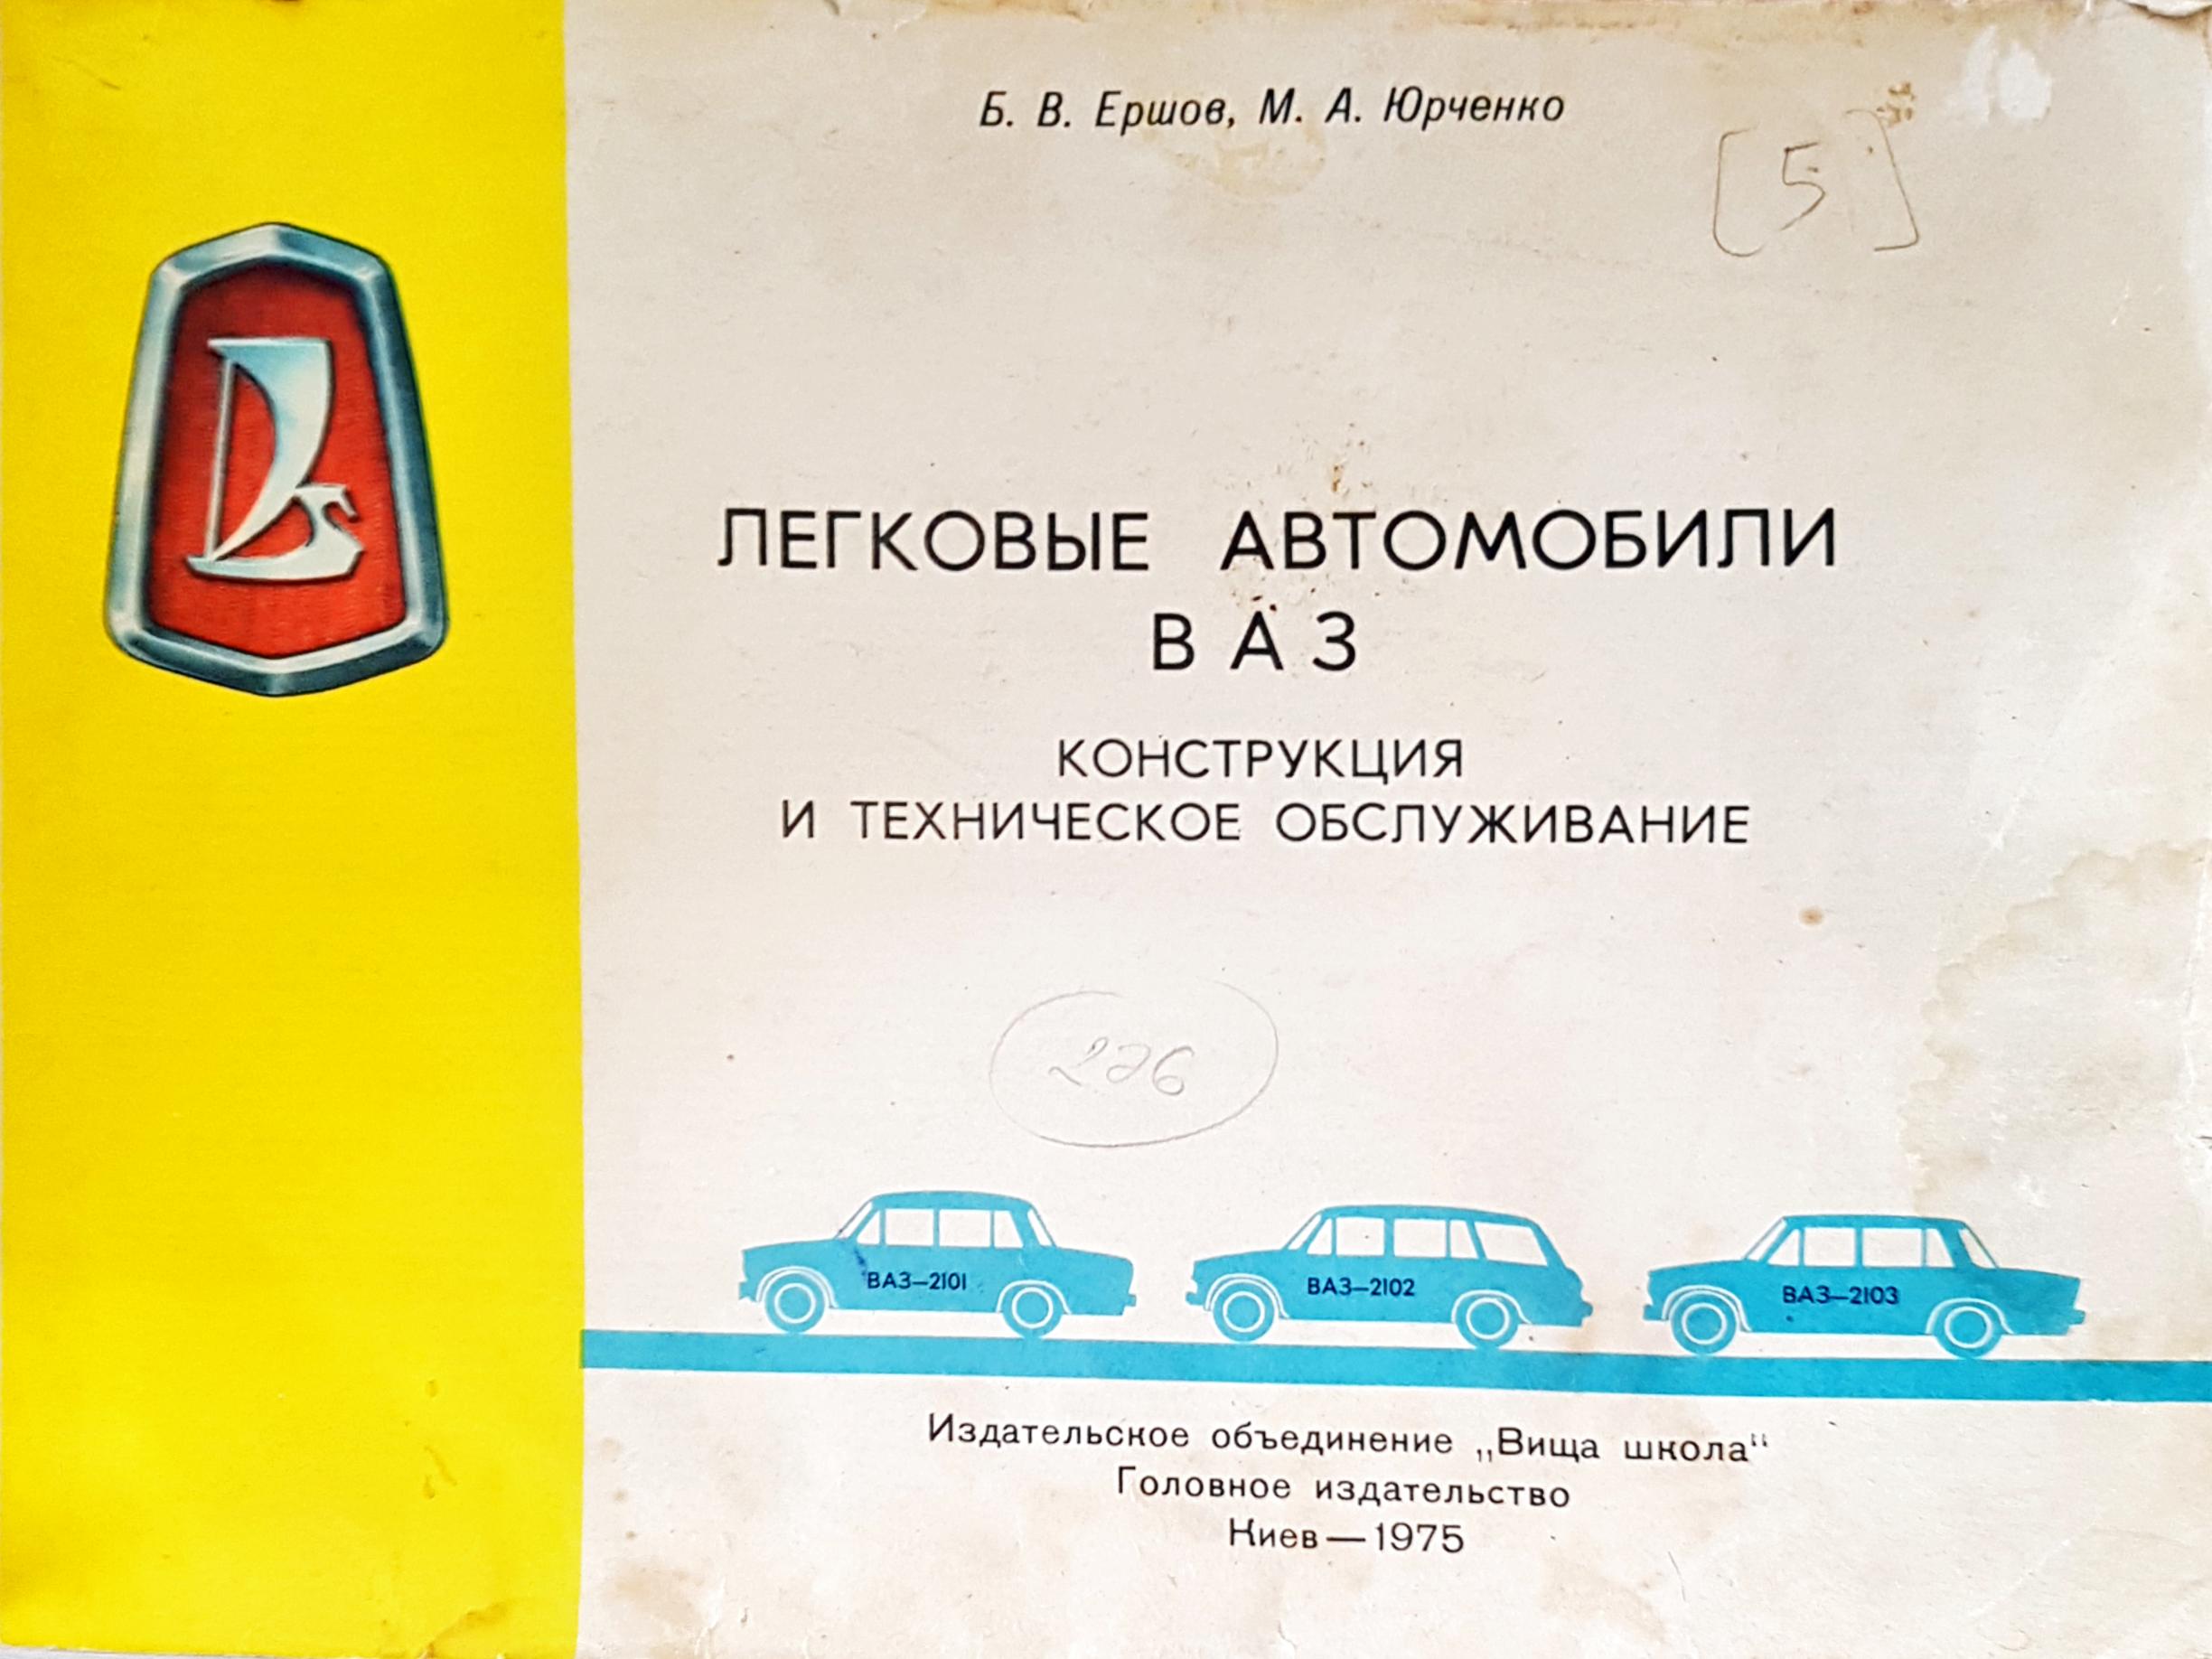 Б. В. Ершов, М. А. Юрченко
[5]
ЛЕГКОВЫЕ АВТОМОБИЛИ
ВАЗ
КОНСТРУКЦИЯ
И ТЕХНИЧЕСКОЕ ОБСЛУЖИВАНИЕ
ВАЗ—2101
ВАЗ—2102
ВАЗ—2103
Издательское объединение „Вища школа“
Головное издательство
Киев—1975